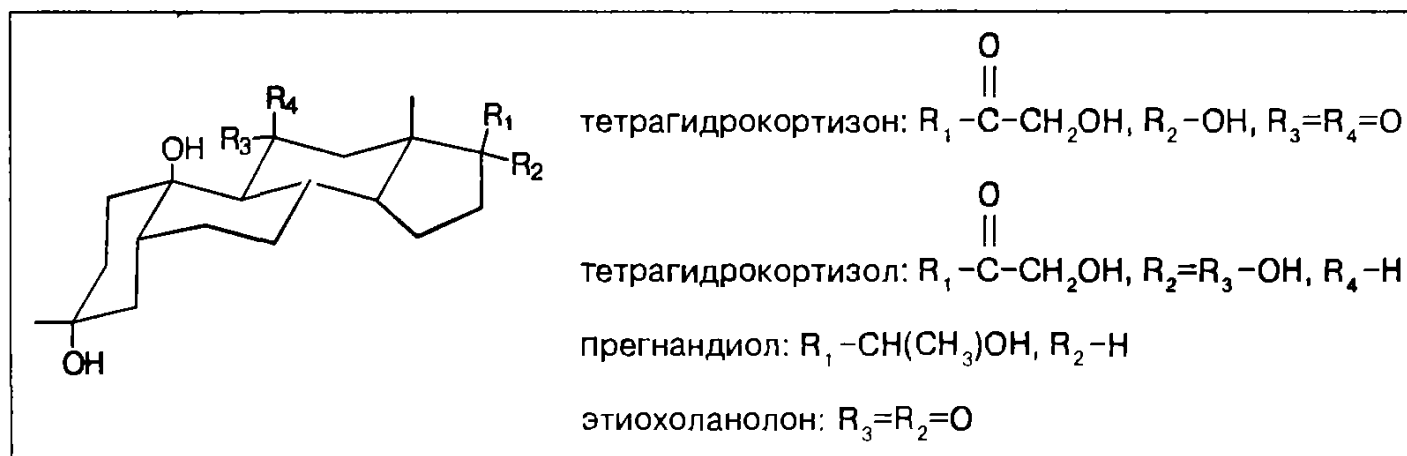 R₄
R₃
OH
R₁
R₂
OH
O
||
тетрагидрокортизон: R₁-C-CH₂OH, R₂-OH, R₃=R₄=O
O
||
тетрагидрокортизол: R₁-C-CH₂OH, R₂=R₃-OH, R₄-H
прегнандиол: R₁-CH(CH₃)OH, R₂-H
этиохоланолон: R₃=R₂=O